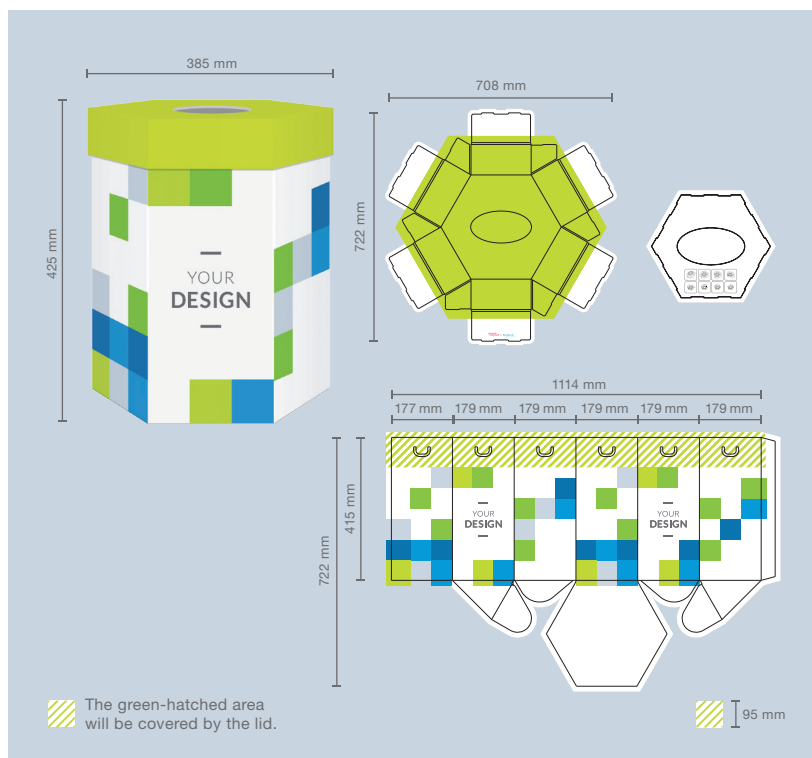 385 mm
425 mm
YOUR
DESIGN
708 mm
722 mm
1114 mm
177 mm 179 mm 179 mm 179 mm 179 mm 179 mm
722 mm
415 mm
YOUR
DESIGN
YOUR
DESIGN
The green-hatched area
will be covered by the lid.
95 mm